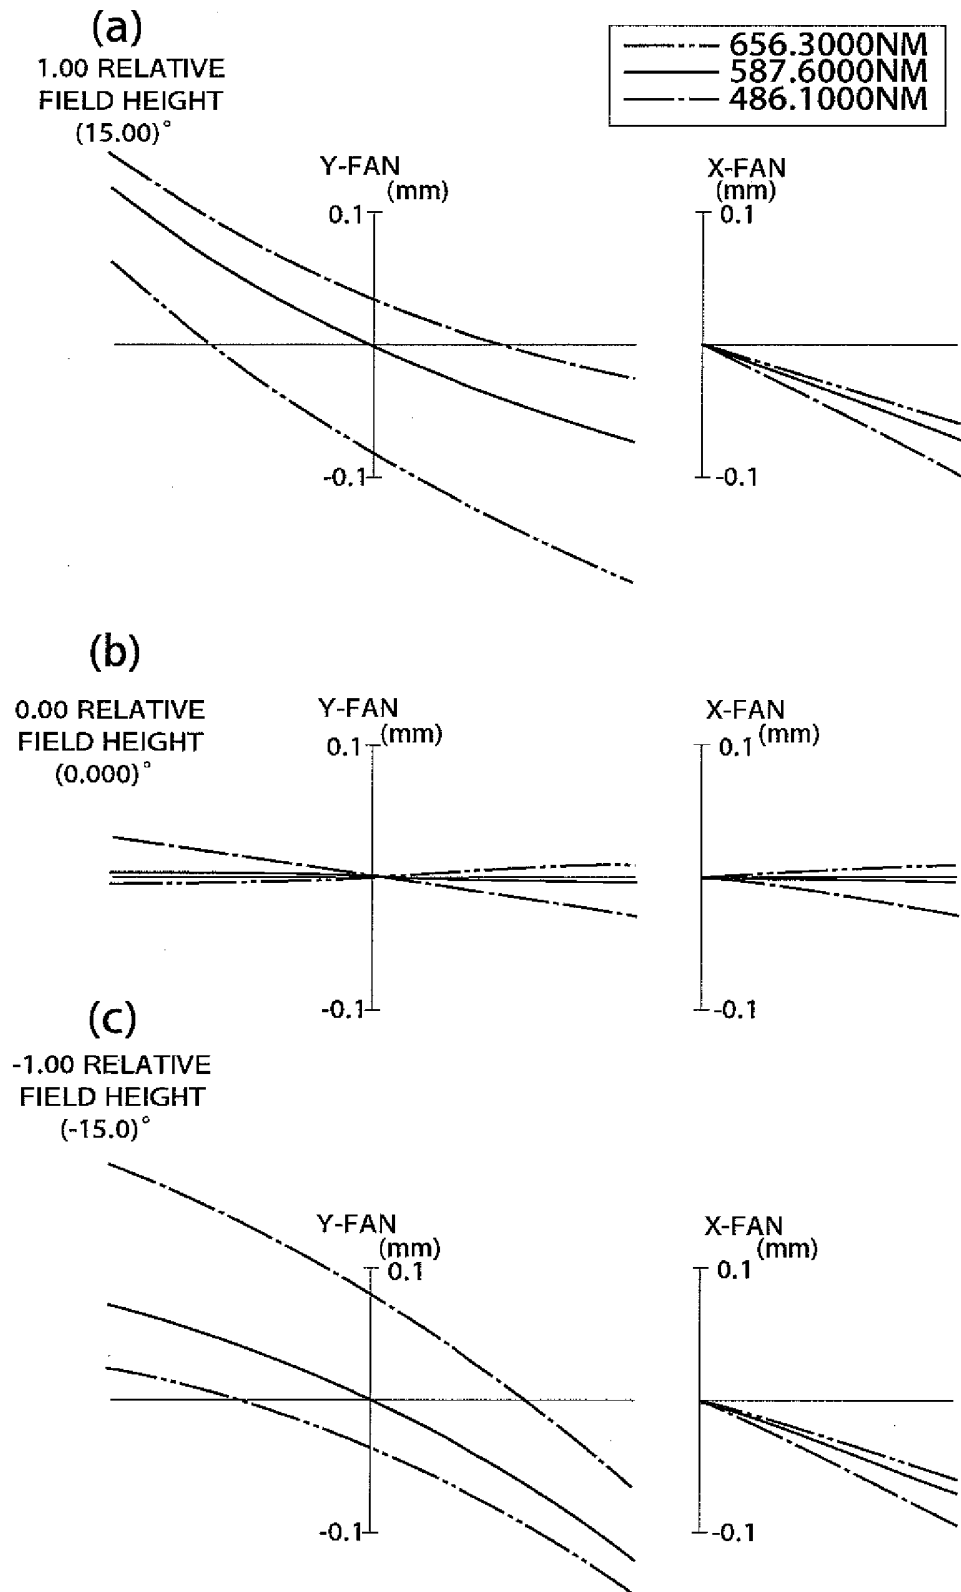 (a)
1.00 RELATIVE
FIELD HEIGHT
(15.00)°
656.3000NM
587.6000NM
486.1000NM
Y-FAN
(mm)
0.1
-0.1
X-FAN
(mm)
0.1
-0.1
(b)
0.00 RELATIVE
FIELD HEIGHT
(0.000)°
Y-FAN
(mm)
0.1
-0.1
X-FAN
(mm)
0.1
-0.1
(c)
-1.00 RELATIVE
FIELD HEIGHT
(-15.0)°
Y-FAN
(mm)
0.1
-0.1
X-FAN
(mm)
0.1
-0.1